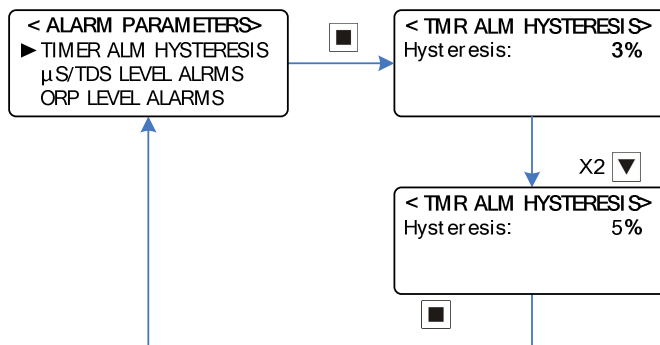 < ALARM PARAMETERS>
TIMER ALM HYSTERESIS
µS/TDS LEVEL ALRMS
ORP LEVEL ALARMS
< TMR ALM HYSTERESIS>
Hysteresis: 3%
X2
< TMR ALM HYSTERESIS>
Hysteresis: 5%